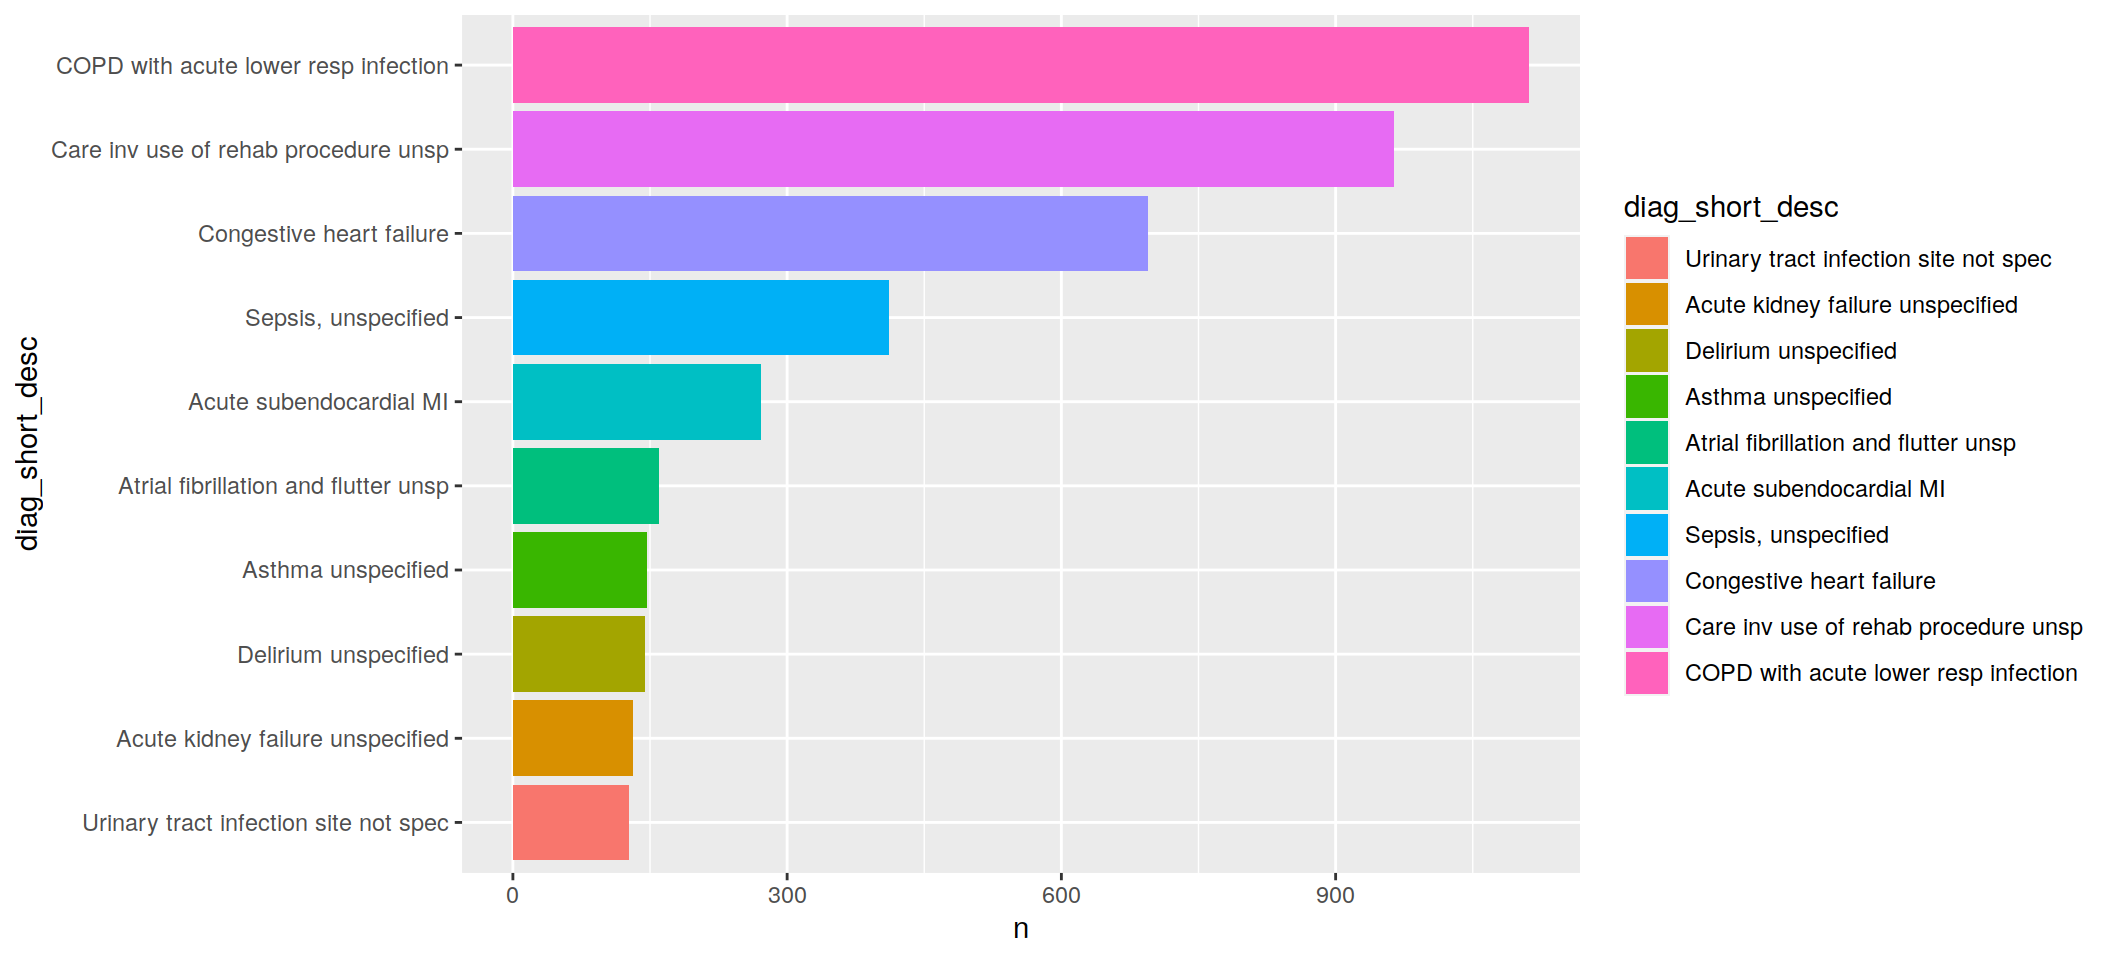 COPD with acute lower resp infection
Care inv use of rehab procedure unsp
Congestive heart failure
Sepsis, unspecified
Acute subendocardial MI
Atrial fibrillation and flutter unsp
Asthma unspecified
Delirium unspecified
Acute kidney failure unspecified
Urinary tract infection site not spec
diag_short_desc
0 300 600 900
n
diag_short_desc
Urinary tract infection site not spec
Acute kidney failure unspecified
Delirium unspecified
Asthma unspecified
Atrial fibrillation and flutter unsp
Acute subendocardial MI
Sepsis, unspecified
Congestive heart failure
Care inv use of rehab procedure unsp
COPD with acute lower resp infection